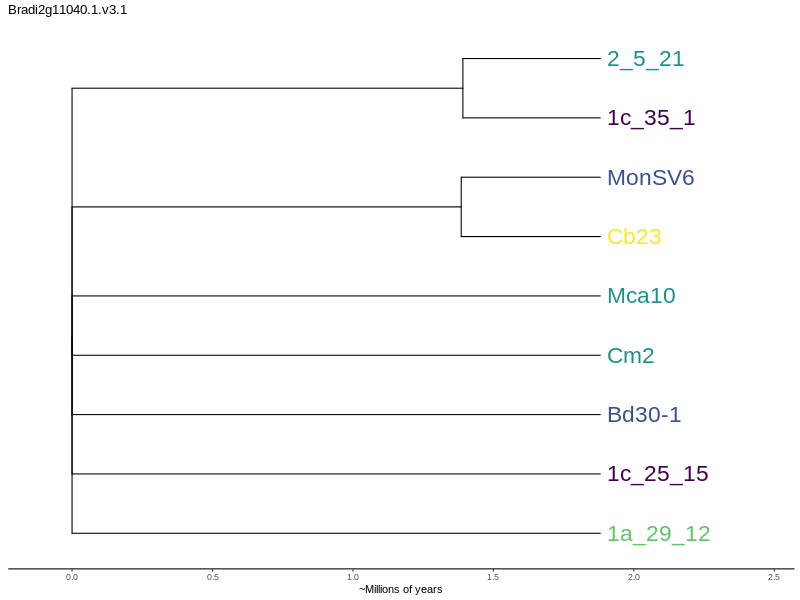 Bradi2g11040.1.v3.1
2_5_21
1c_35_1
MonSV6
Cb23
Mca10
Cm2
Bd30-1
1c_25_15
1a_29_12
0.0 0.5 1.0 1.5 2.0 2.5
~Millions of years